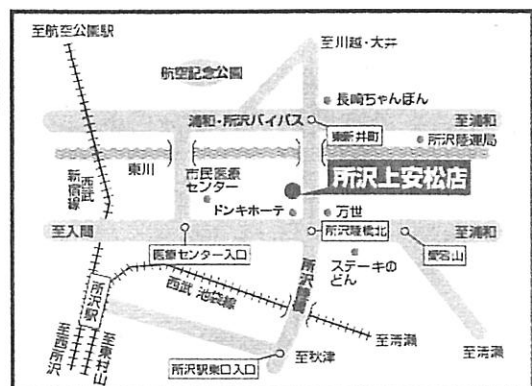 至航空公園駅
至川越・大井
航空記念公園
長崎ちゃんぽん
浦和・所沢バイパス
至浦和
東新井町
所沢陸運局
東川
市民医療
センター
所沢上安松店
西武
新宿線
ドンキホーテ
万世
至入間
医療センター入口
所沢陸橋北
至浦和
愛宕山
ステーキの
どん
所沢陸橋
西武 池袋線
所沢駅
至西所沢
至東村山
所沢駅東口入口
至秋津
至清瀬
至清瀬